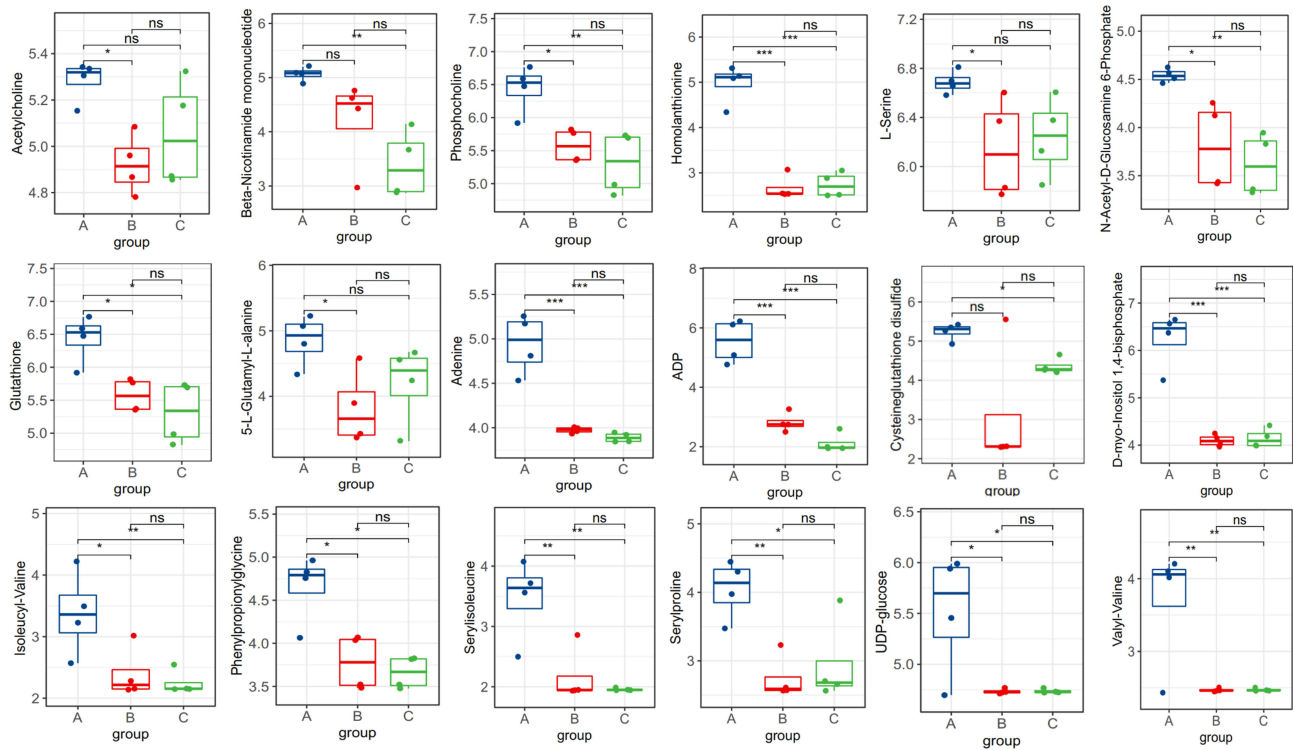 Acetylcholine
5.4
5.2
5.0
4.8
ns
ns
*
A B C
group
Beta-Nicotinamide mononucleotide
6
5
4
3
ns
**
ns
A B C
group
Phosphocholine
7.5
7.0
6.5
6.0
5.5
5.0
ns
**
*
A B C
group
Homolanthionine
6
5
4
3
ns
***
***
A B C
group
L-Serine
7.2
6.8
6.4
6.0
ns
ns
*
A B C
group
N-Acetyl-D-Glucosamine 6-Phosphate
5.0
4.5
4.0
3.5
ns
**
*
A B C
group
Glutathione
7.5
7.0
6.5
6.0
5.5
5.0
ns
*
*
A B C
group
5-L-Glutamyl-L-alanine
6
5
4
ns
ns
*
A B C
group
Adenine
5.5
5.0
4.5
4.0
ns
***
***
A B C
group
ADP
8
6
4
2
ns
***
***
A B C
group
Cysteineglutathione disulfide
7
6
5
4
3
2
ns
*
ns
A B C
group
D-myo-Inositol 1,4-bisphosphate
7
6
5
4
ns
***
***
A B C
group
Isoleucyl-Valine
5
4
3
2
ns
**
*
A B C
group
Phenylpropionylglycine
5.5
5.0
4.5
4.0
3.5
ns
*
*
A B C
group
Serylisoleucine
5
4
3
2
ns
**
**
A B C
group
Serylproline
5
4
3
ns
*
**
A B C
group
UDP-glucose
6.5
6.0
5.5
5.0
ns
*
*
A B C
group
Valyl-Valine
5
4
3
ns
**
**
A B C
group